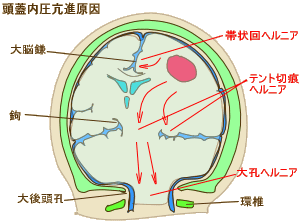 頭蓋内圧亢進原因
帯状回ヘルニア
大脳鎌
テント切痕
ヘルニア
鉤
大孔ヘルニア
大後頭孔
環椎